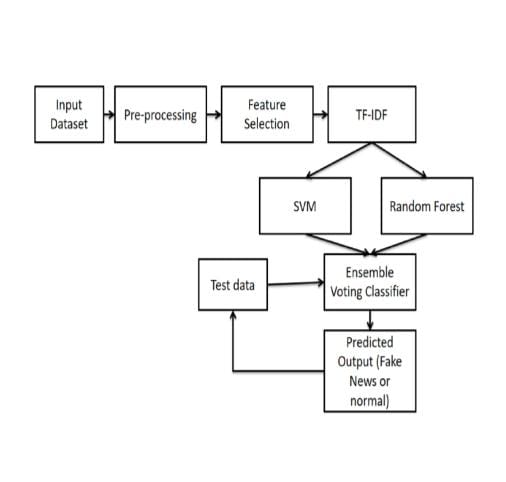 Input
Dataset
Pre-processing
Feature
Selection
TF-IDF
SVM
Random Forest
Test data
Ensemble
Voting Classifier
Predicted
Output (Fake
News or
normal)